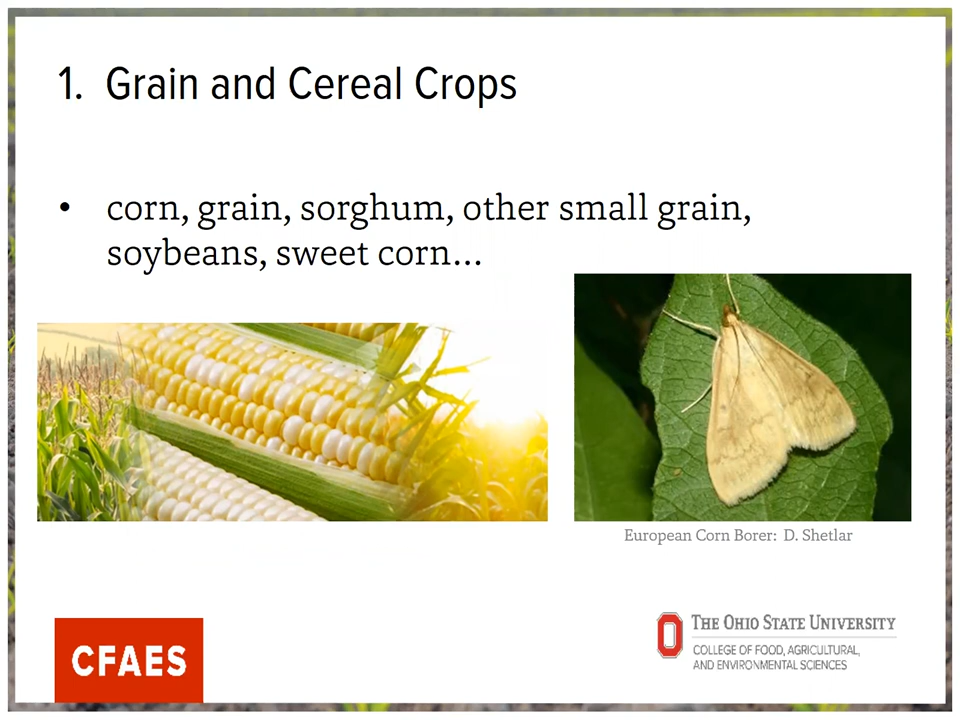 1. Grain and Cereal Crops
• corn, grain, sorghum, other small grain,
soybeans, sweet corn...
European Corn Borer: D. Shetlar
CFAES
THE OHIO STATE UNIVERSITY
COLLEGE OF FOOD, AGRICULTURAL,
AND ENVIRONMENTAL SCIENCES